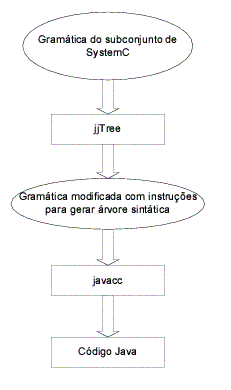 Gramática do subconjunto de
SystemC
jjTree
Gramática modificada com instruções
para gerar árvore sintática
javacc
Código Java